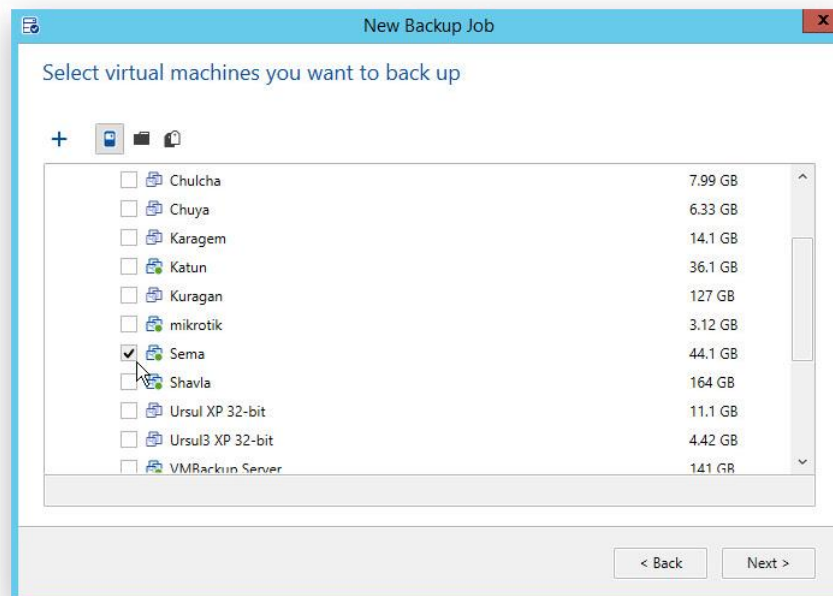 New Backup Job
x
Select virtual machines you want to back up
Chulcha 7.99 GB
Chuya 6.33 GB
Karagem 14.1 GB
Katun 36.1 GB
Kuragan 127 GB
mikrotik 3.12 GB
Sema 44.1 GB
Shavla 164 GB
Ursul XP 32-bit 11.1 GB
Ursul3 XP 32-bit 4.42 GB
VMBackup Server 141 GB
< Back Next >